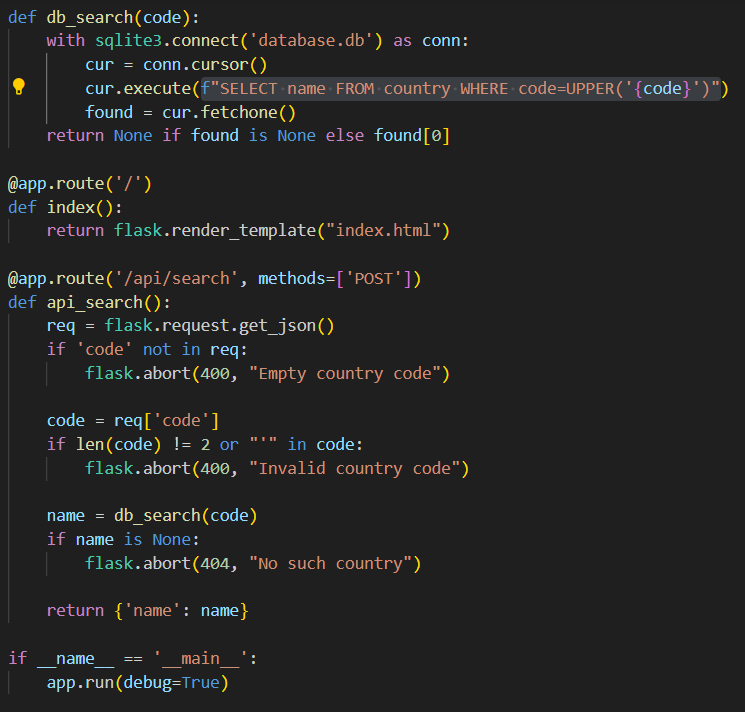 def db_search(code):
    with sqlite3.connect('database.db') as conn:
        cur = conn.cursor()
        cur.execute(f"SELECT name FROM country WHERE code=UPPER('{code}')")
        found = cur.fetchone()
    return None if found is None else found[0]

@app.route('/')
def index():
    return flask.render_template("index.html")

@app.route('/api/search', methods=['POST'])
def api_search():
    req = flask.request.get_json()
    if 'code' not in req:
        flask.abort(400, "Empty country code")

    code = req['code']
    if len(code) != 2 or "'" in code:
        flask.abort(400, "Invalid country code")

    name = db_search(code)
    if name is None:
        flask.abort(404, "No such country")

    return {'name': name}

if __name__ == '__main__':
    app.run(debug=True)